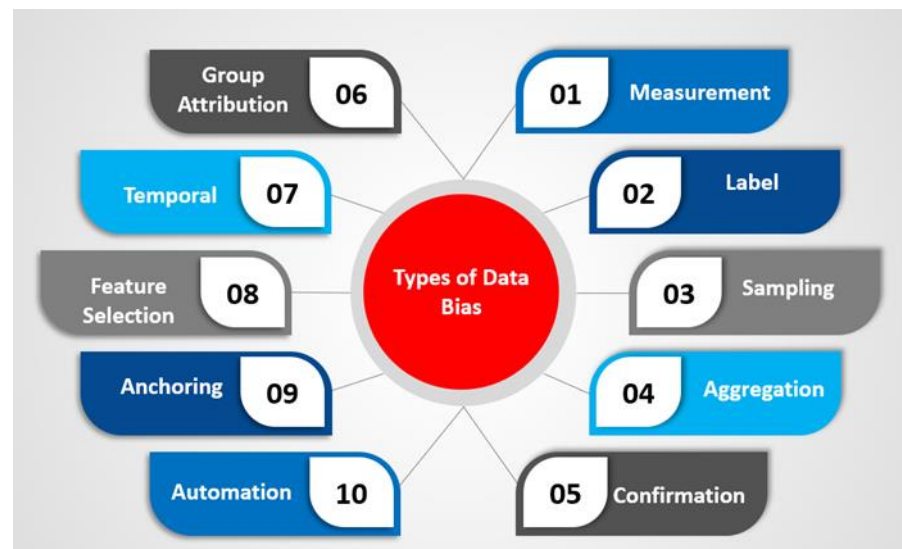 Types of Data
Bias
01
Measurement
02
Label
03
Sampling
04
Aggregation
05
Confirmation
06
Group
Attribution
07
Temporal
08
Feature
Selection
09
Anchoring
10
Automation